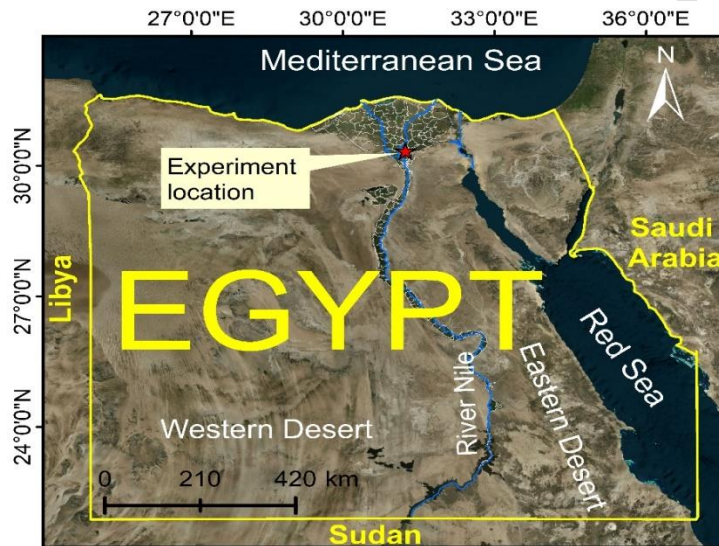 27°0'0"E 30°0'0"E 33°0'0"E 36°0'0"E
Mediterranean Sea
N
30°0'0"N
Experiment
location
Saudi
Arabia
Libya
EGYPT
27°0'0"N
Red Sea
River Nile
Eastern Desert
24°0'0"N
Western Desert
0 210 420 km
Sudan